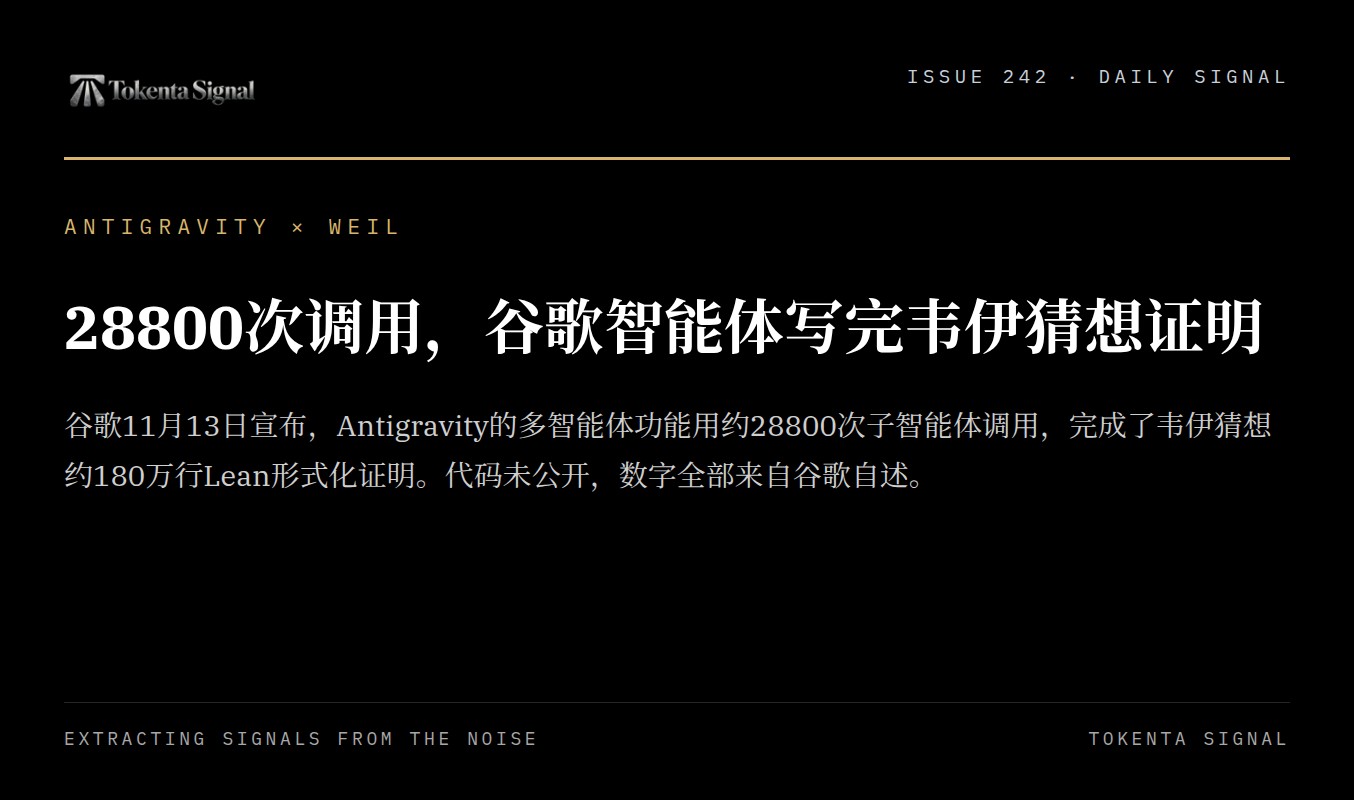 Tokenta Signal
ISSUE 242 · DAILY SIGNAL
ANTIGRAVITY × WEIL
28800次调用，谷歌智能体写完韦伊猜想证明
谷歌11月13日宣布，Antigravity的多智能体功能用约28800次子智能体调用，完成了韦伊猜想
约180万行Lean形式化证明。代码未公开，数字全部来自谷歌自述。
EXTRACTING SIGNALS FROM THE NOISE
TOKENTA SIGNAL